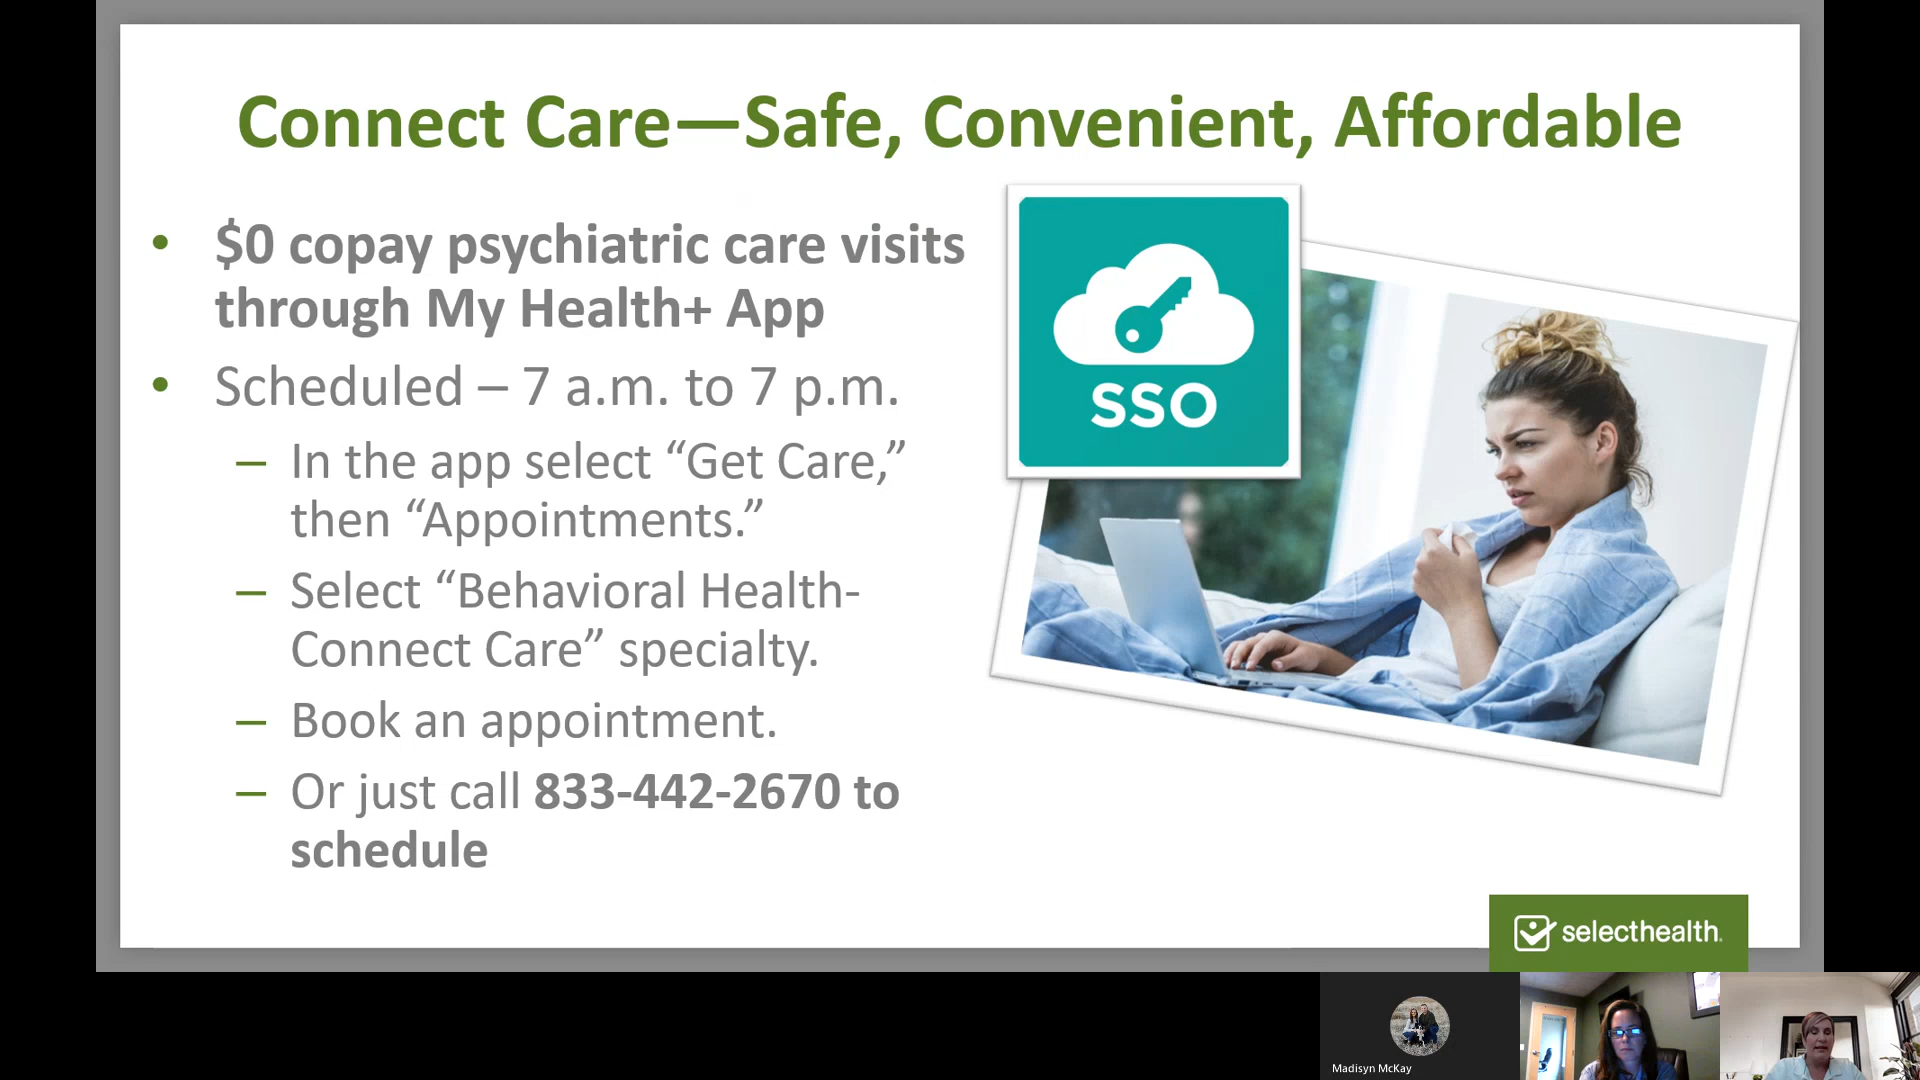 Connect Care—Safe, Convenient, Affordable
• $0 copay psychiatric care visits
through My Health+ App
• Scheduled – 7 a.m. to 7 p.m.
– In the app select “Get Care,”
then “Appointments.”
– Select “Behavioral Health-
Connect Care” specialty.
– Book an appointment.
– Or just call 833-442-2670 to
schedule
SSO
selecthealth.
Madisyn McKay